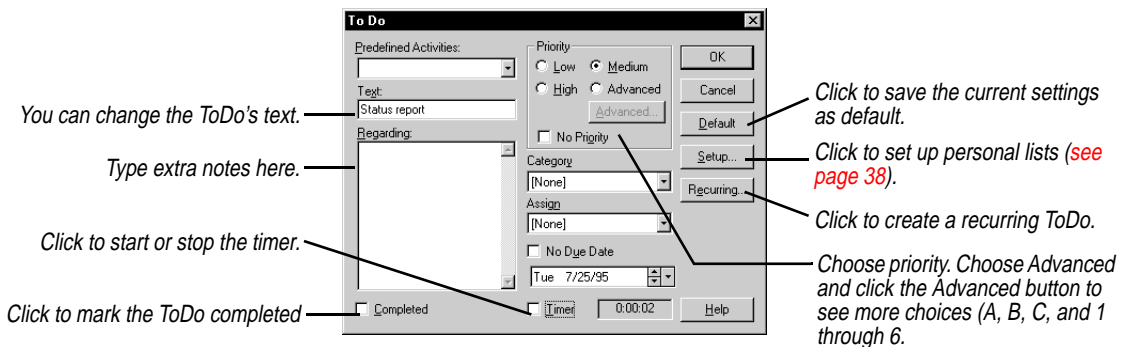 To Do
Predefined Activities:
Text:
Status report
Regarding:
Completed
Priority
Low Medium
High Advanced
Advanced...
No Priority
Category
[None]
Assign
[None]
No Due Date
Tue 7/25/95
Timer 0:00:02
OK
Cancel
Default
Setup...
Recurring...
Help
You can change the ToDo's text.
Type extra notes here.
Click to start or stop the timer.
Click to mark the ToDo completed
Click to save the current settings
as default.
Click to set up personal lists (see
page 38).
Click to create a recurring ToDo.
Choose priority. Choose Advanced
and click the Advanced button to
see more choices (A, B, C, and 1
through 6.